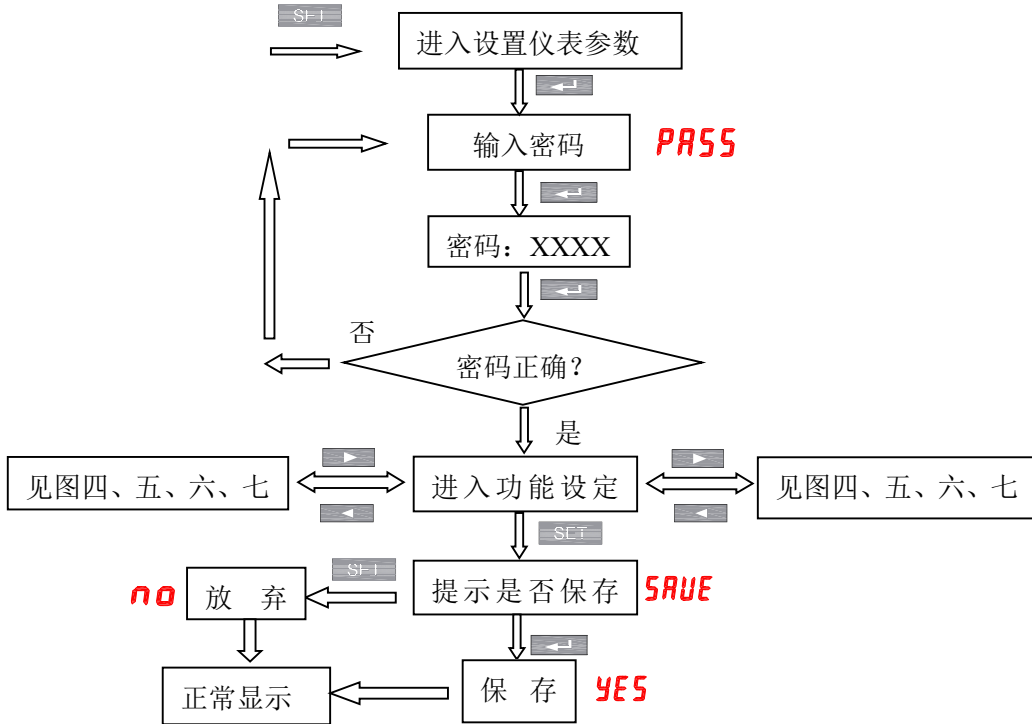 SET
进入设置仪表参数
输入密码
PASS
密码：XXXX
否
密码正确？
是
见图四、五、六、七
进入功能设定
见图四、五、六、七
SET
SET
no
放 弃
提示是否保存
SAVE
正常显示
保 存
YES